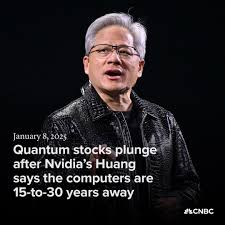 January 8, 2025
Quantum stocks plunge
after Nvidia's Huang
says the computers are
15-to-30 years away
CNBC